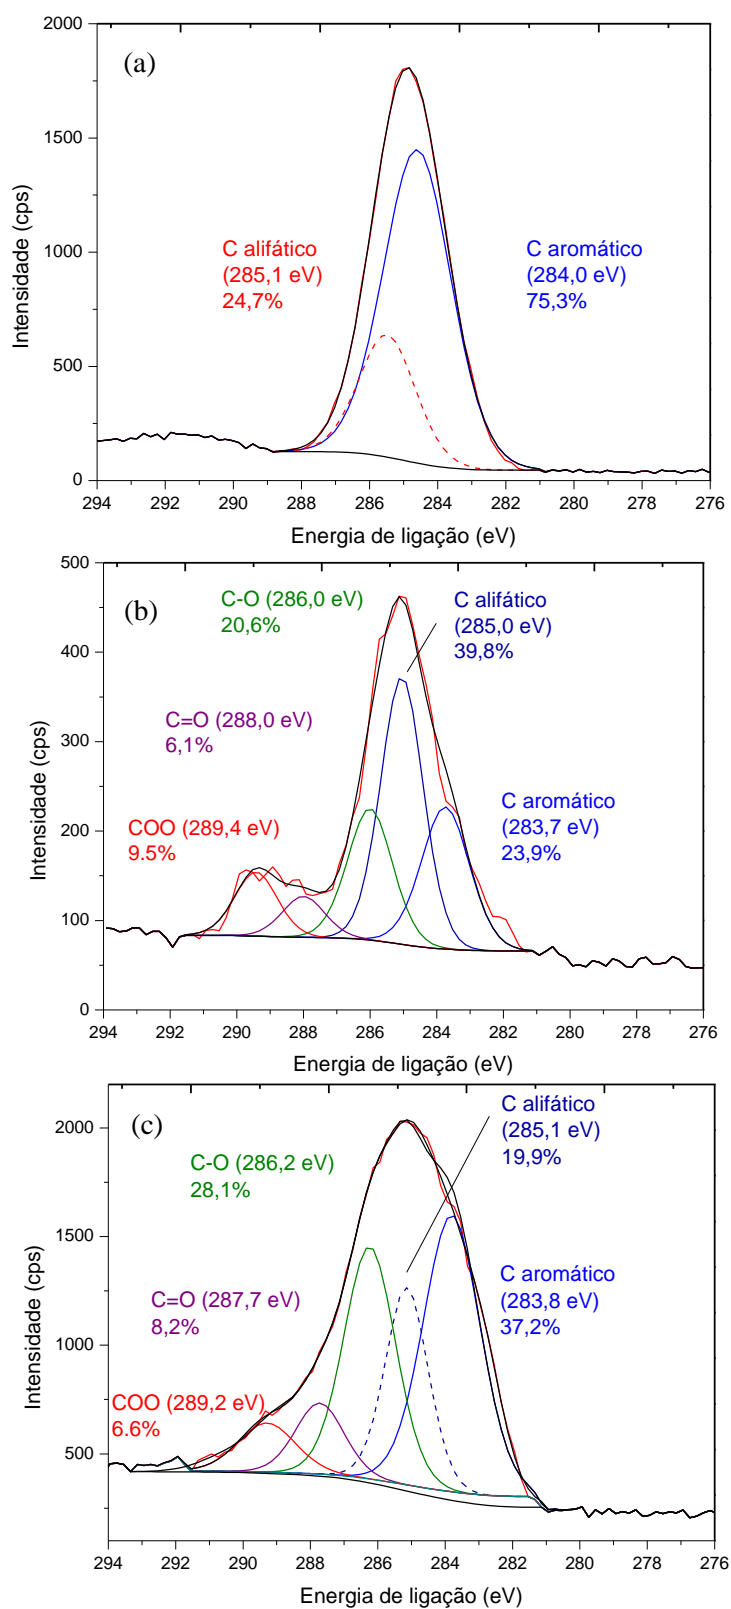 2000
(a)
1500
C alifático
(285,1 eV)
24,7%
C aromático
(284,0 eV)
75,3%
1000
500
0
Intensidade (cps)
294 292 290 288 286 284 282 280 278 276
Energia de ligação (eV)
500
(b)
C-O (286,0 eV)
20,6%
C alifático
(285,0 eV)
39,8%
400
C=O (288,0 eV)
6,1%
300
COO (289,4 eV)
9.5%
C aromático
(283,7 eV)
23,9%
200
100
0
Intensidade (cps)
294 292 290 288 286 284 282 280 278 276
Energia de ligação (eV)
(c)
C alifático
(285,1 eV)
19,9%
2000
C-O (286,2 eV)
28,1%
1500
C=O (287,7 eV)
8,2%
C aromático
(283,8 eV)
37,2%
1000
COO (289,2 eV)
6.6%
500
Intensidade (cps)
294 292 290 288 286 284 282 280 278 276
Energia de ligação (eV)